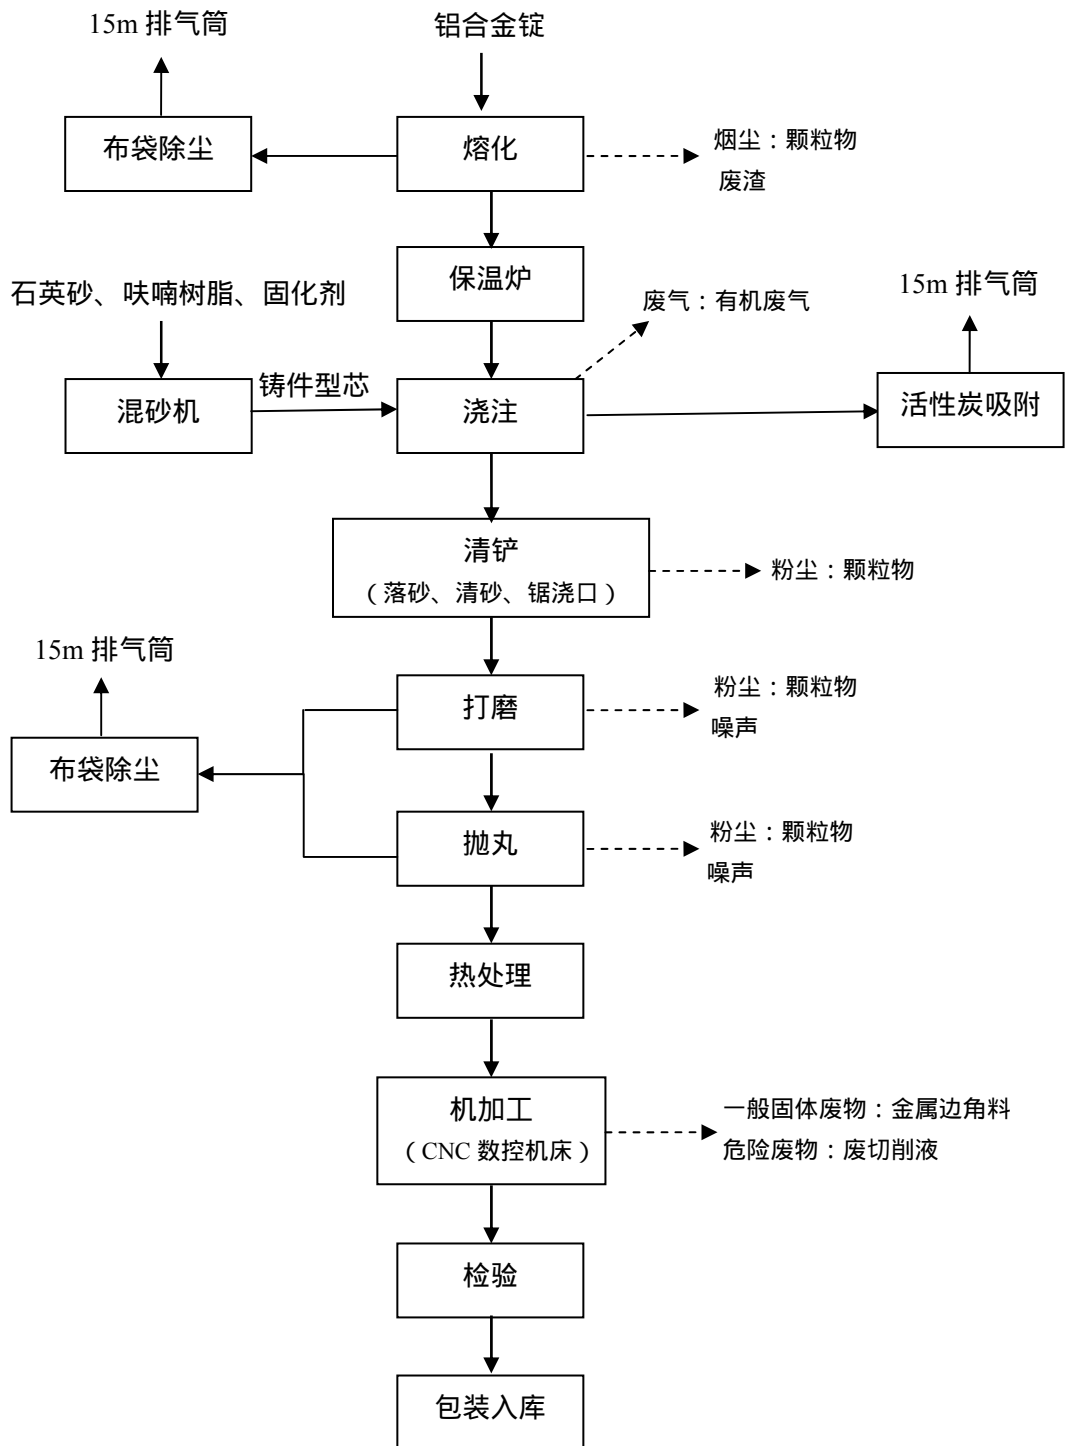 15m 排气筒
铝合金锭
布袋除尘
熔化
烟尘：颗粒物
废渣
保温炉
石英砂、呋喃树脂、固化剂
废气：有机废气
15m 排气筒
混砂机
铸件型芯
浇注
活性炭吸附
清铲
（落砂、清砂、锯浇口）
粉尘：颗粒物
15m 排气筒
打磨
粉尘：颗粒物
噪声
布袋除尘
抛丸
粉尘：颗粒物
噪声
热处理
机加工
（CNC 数控机床）
一般固体废物：金属边角料
危险废物：废切削液
检验
包装入库